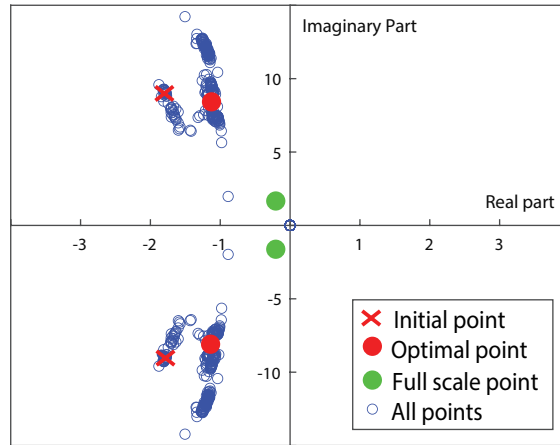 Imaginary Part
10
5
Real part
-3 -2 -1 1 2 3
-5
-10
Initial point
Optimal point
Full scale point
All points